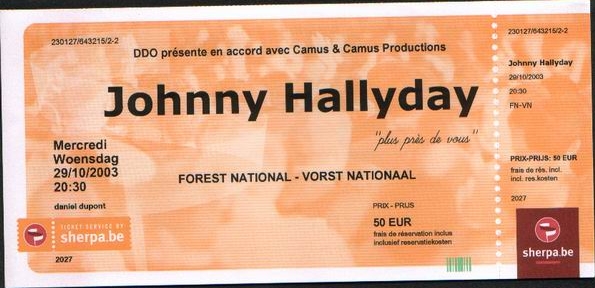 230127/643215/2-2
DDO présente en accord avec Camus & Camus Productions
Johnny Hallyday
"plus près de vous"
Mercredi
Woensdag
29/10/2003
20:30
FOREST NATIONAL - VORST NATIONAAL
daniel dupont
PRIX - PRIJS
50 EUR
frais de réservation inclus
inclusief reservatiekosten
TICKET SERVICE BY
sherpa.be
2027
230127/643215/2-2
Johnny Hallyday
29/10/2003
20:30
FN-VN
PRIX-PRIJS: 50 EUR
frais de rés. incl.
incl. res.kosten
2027
sherpa.be